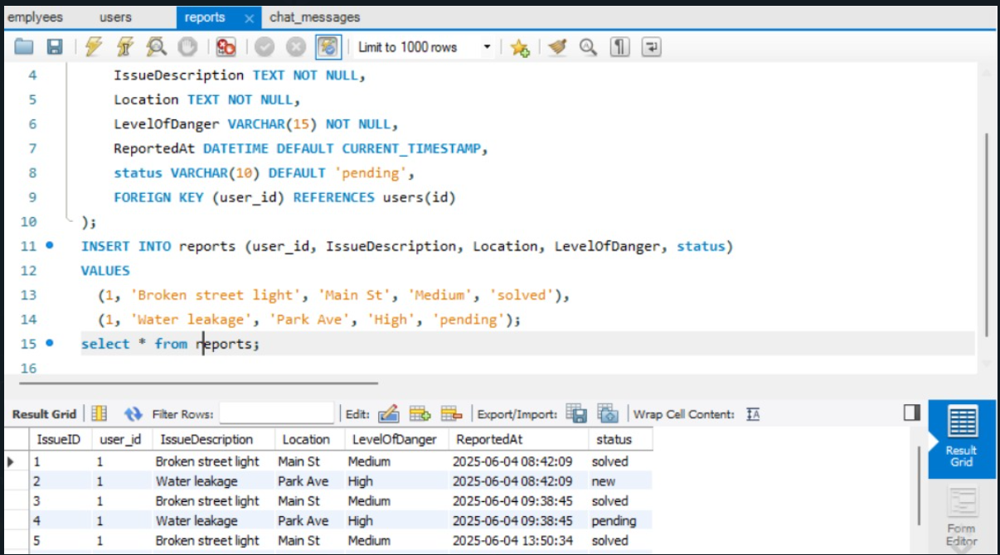 emplyees users reports × chat_messages
Limit to 1000 rows
4 IssueDescription TEXT NOT NULL,
5 Location TEXT NOT NULL,
6 LevelOfDanger VARCHAR(15) NOT NULL,
7 ReportedAt DATETIME DEFAULT CURRENT_TIMESTAMP,
8 status VARCHAR(10) DEFAULT 'pending',
9 FOREIGN KEY (user_id) REFERENCES users(id)
10 );
11 INSERT INTO reports (user_id, IssueDescription, Location, LevelOfDanger, status)
12 VALUES
13 (1, 'Broken street light', 'Main St', 'Medium', 'solved'),
14 (1, 'Water leakage', 'Park Ave', 'High', 'pending');
15 select * from reports;
16
Result Grid Filter Rows: Edit: Export/Import: Wrap Cell Content: IA
IssueID user_id IssueDescription Location LevelOfDanger ReportedAt status
1 1 Broken street light Main St Medium 2025-06-04 08:42:09 solved
2 1 Water leakage Park Ave High 2025-06-04 08:42:09 new
3 1 Broken street light Main St Medium 2025-06-04 09:38:45 solved
4 1 Water leakage Park Ave High 2025-06-04 09:38:45 pending
5 1 Broken street light Main St Medium 2025-06-04 13:50:34 solved
Result
Grid
Form
Editor